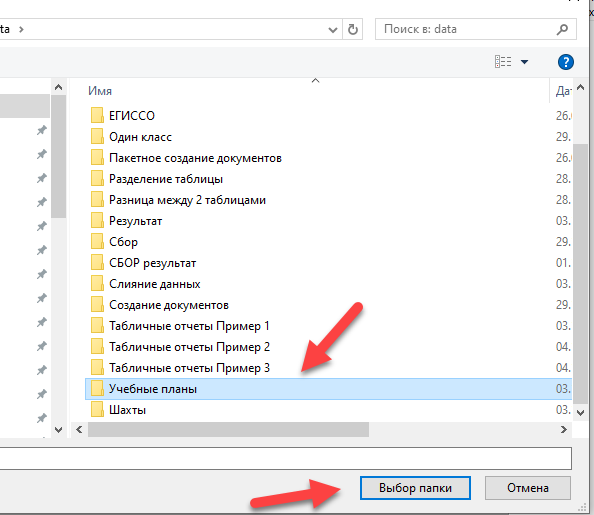 ta
Поиск в: data
Имя
Дат
ЕГИССО
26.
Один класс
29.
Пакетное создание документов
26.
Разделение таблицы
28.
Разница между 2 таблицами
28.
Результат
03.
Сбор
29.
СБОР результат
01.
Слияние данных
03.
Создание документов
29.
Табличные отчеты Пример 1
03.
Табличные отчеты Пример 2
04.
Табличные отчеты Пример 3
04.
Учебные планы
03.
Шахты
03.
Выбор папки
Отмена